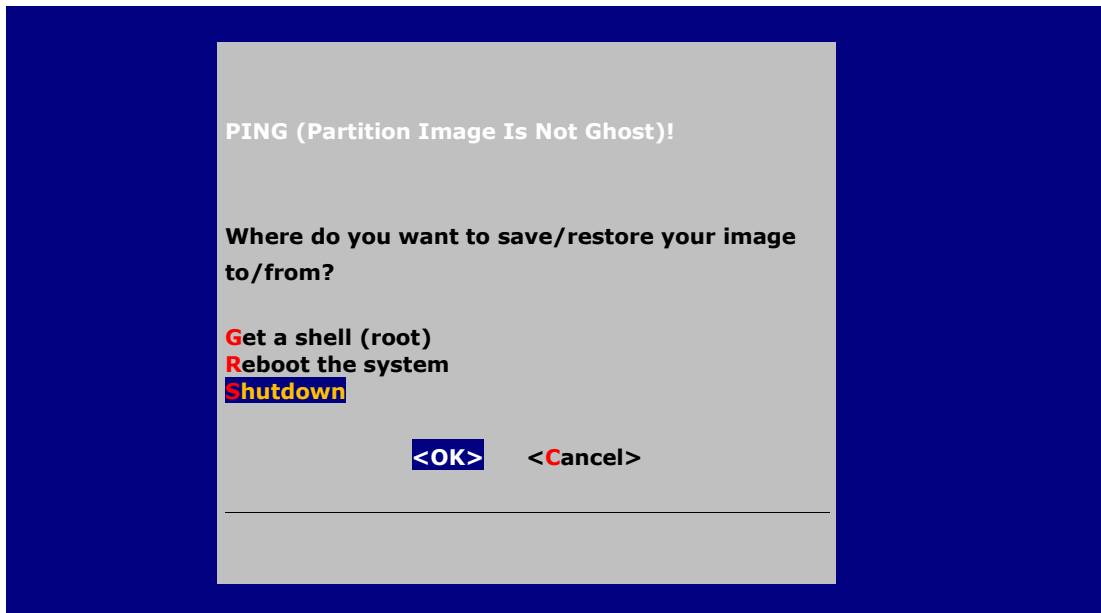 PING (Partition Image Is Not Ghost)!
Where do you want to save/restore your image
to/from?
Get a shell (root)
Reboot the system
Shutdown
<OK> <Cancel>